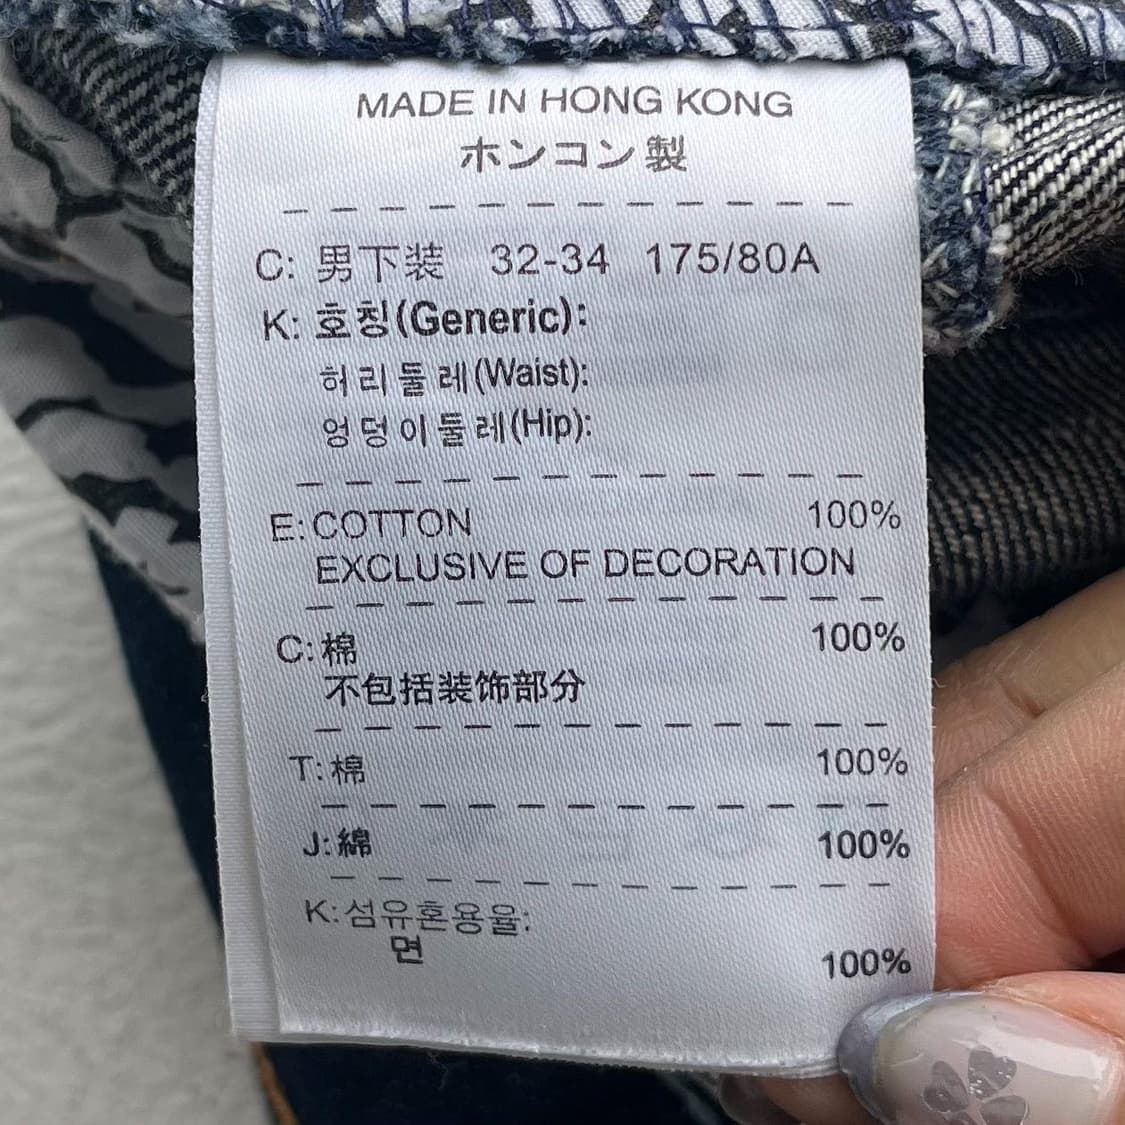 MADE IN HONG KONG
ホンコン製
C: 男下装 32-34 175/80A
K: 호칭(Generic):
허리둘레(Waist):
엉덩이둘레(Hip):
E: COTTON 100%
EXCLUSIVE OF DECORATION
C: 棉 100%
不包括装饰部分
T: 棉 100%
J: 綿 100%
K: 섬유혼용율:
면 100%